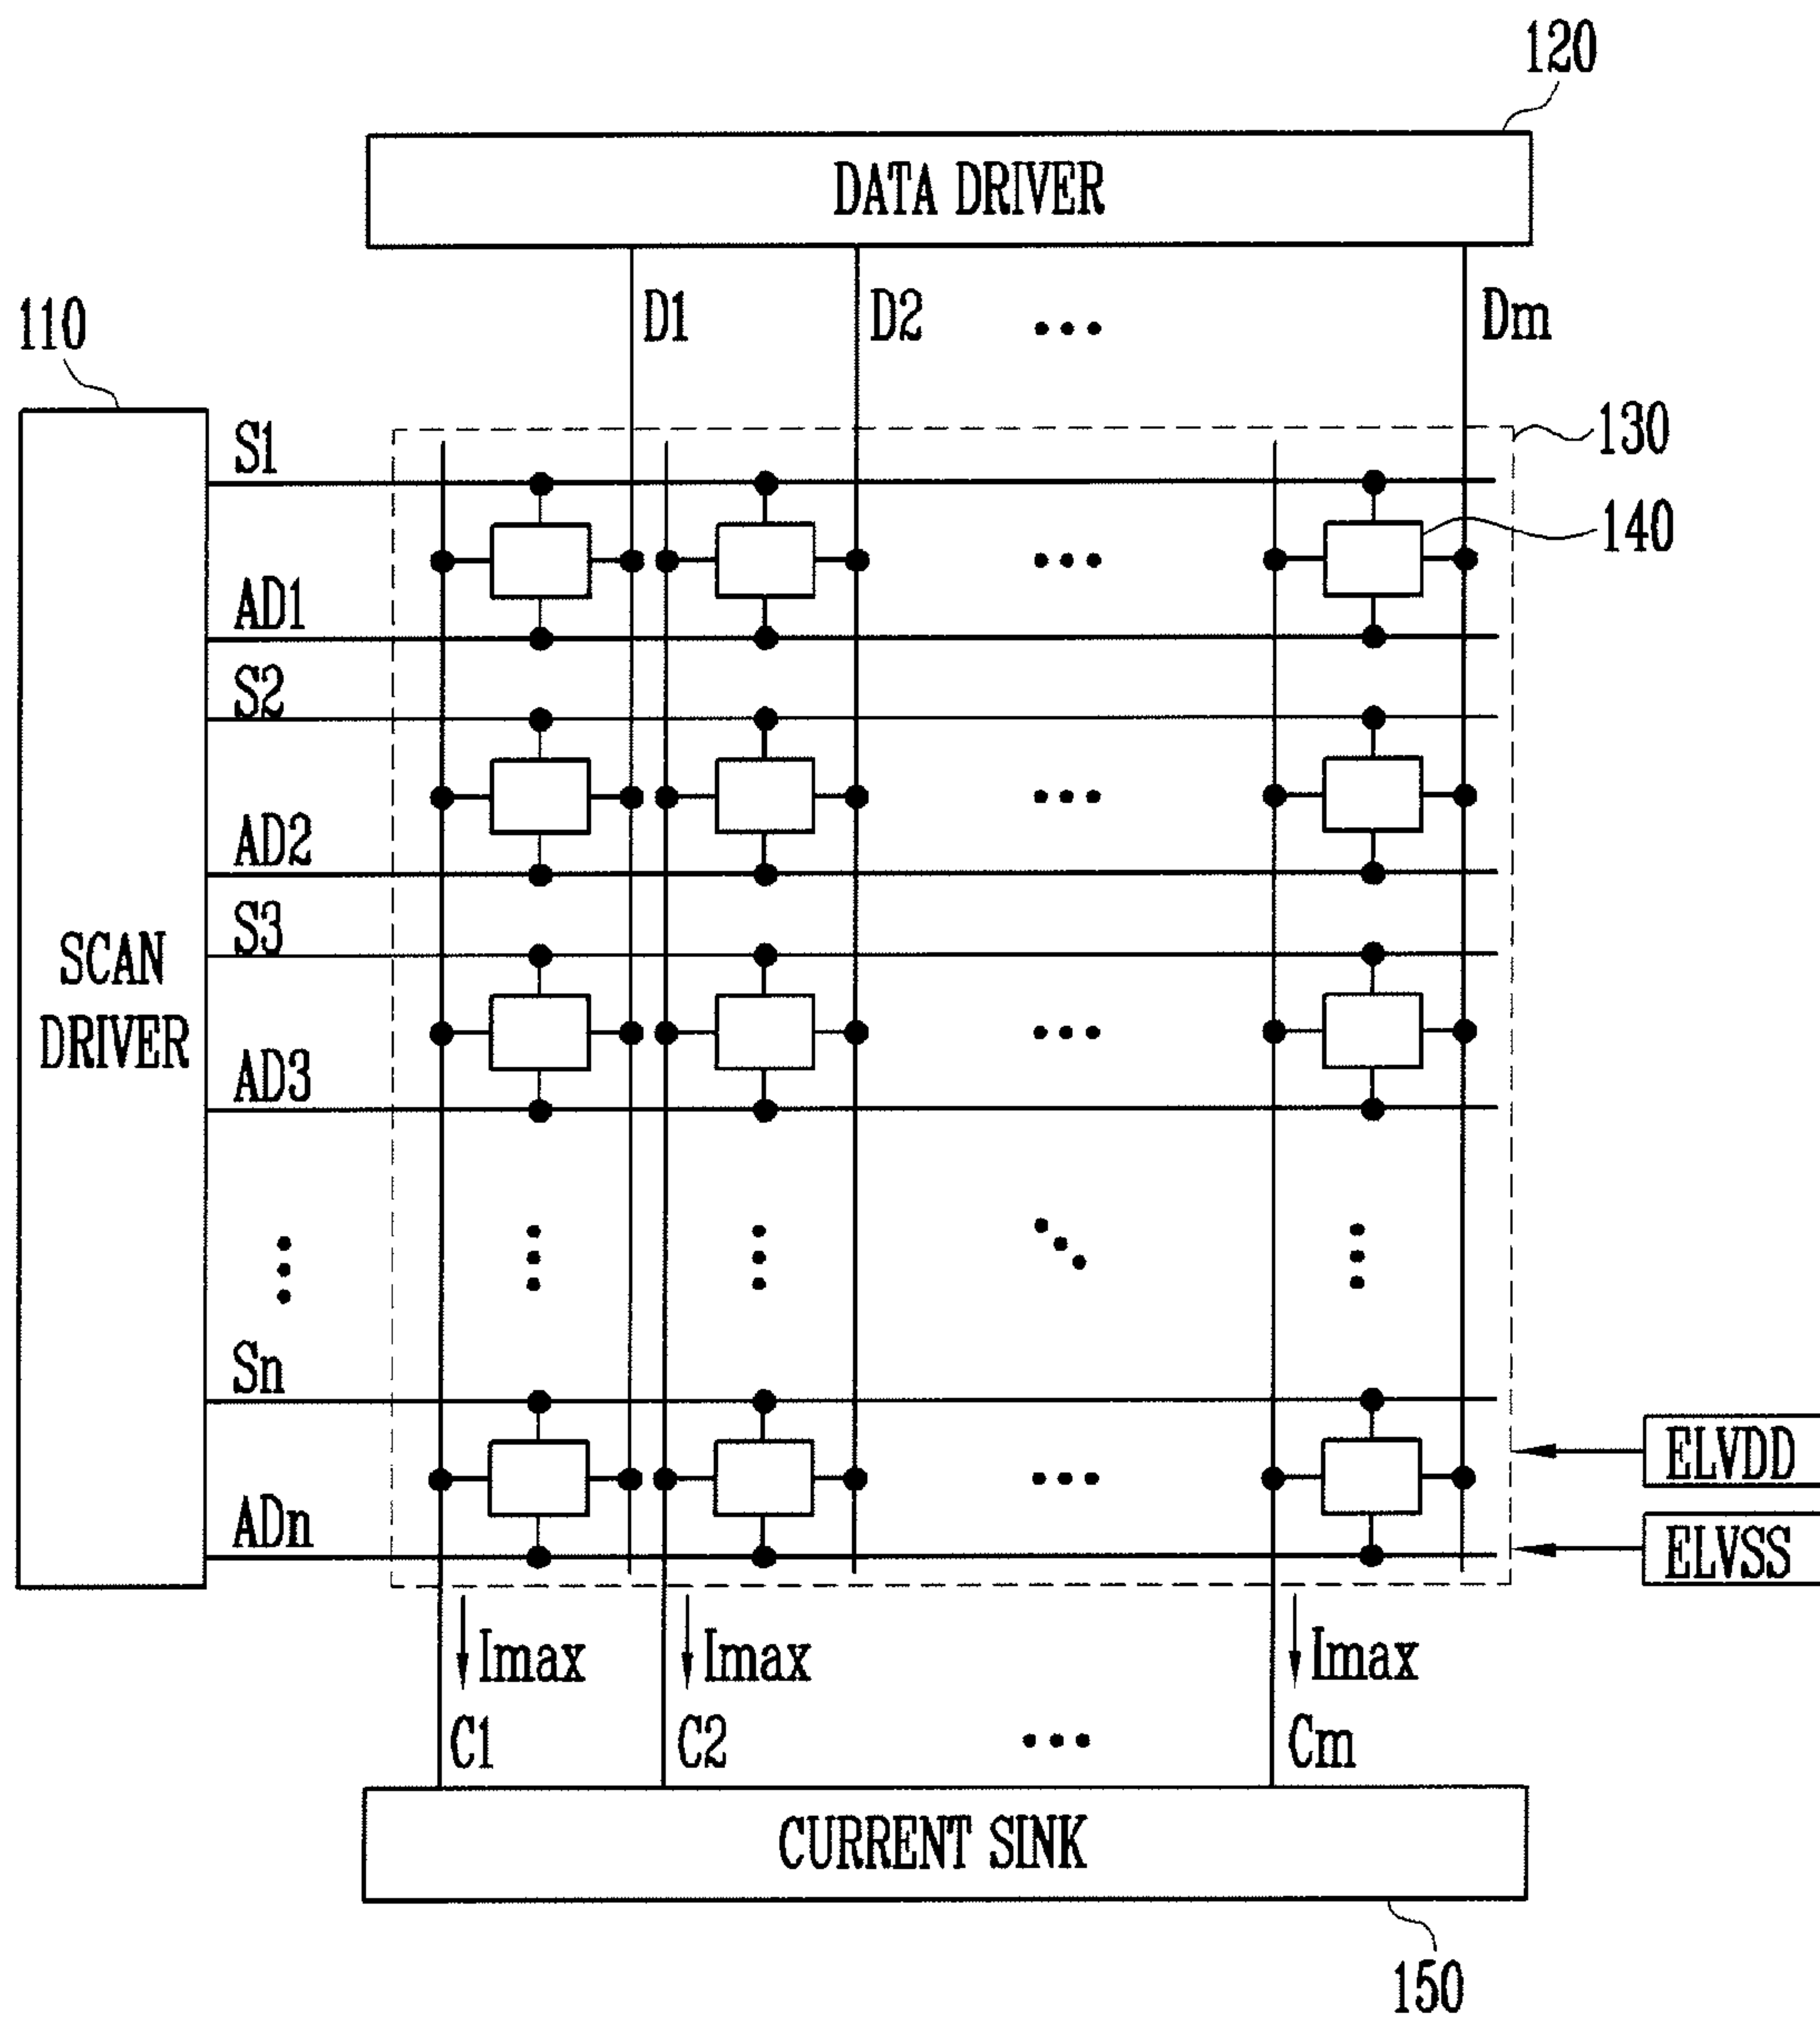 120
DATA DRIVER
D1 D2 ... Dm
110
130
S1
140
AD1
S2
AD2
S3
SCAN
DRIVER
AD3
Sn
ELVDD
ADn
ELVSS
Imax Imax Imax
C1 C2 ... Cm
CURRENT SINK
150